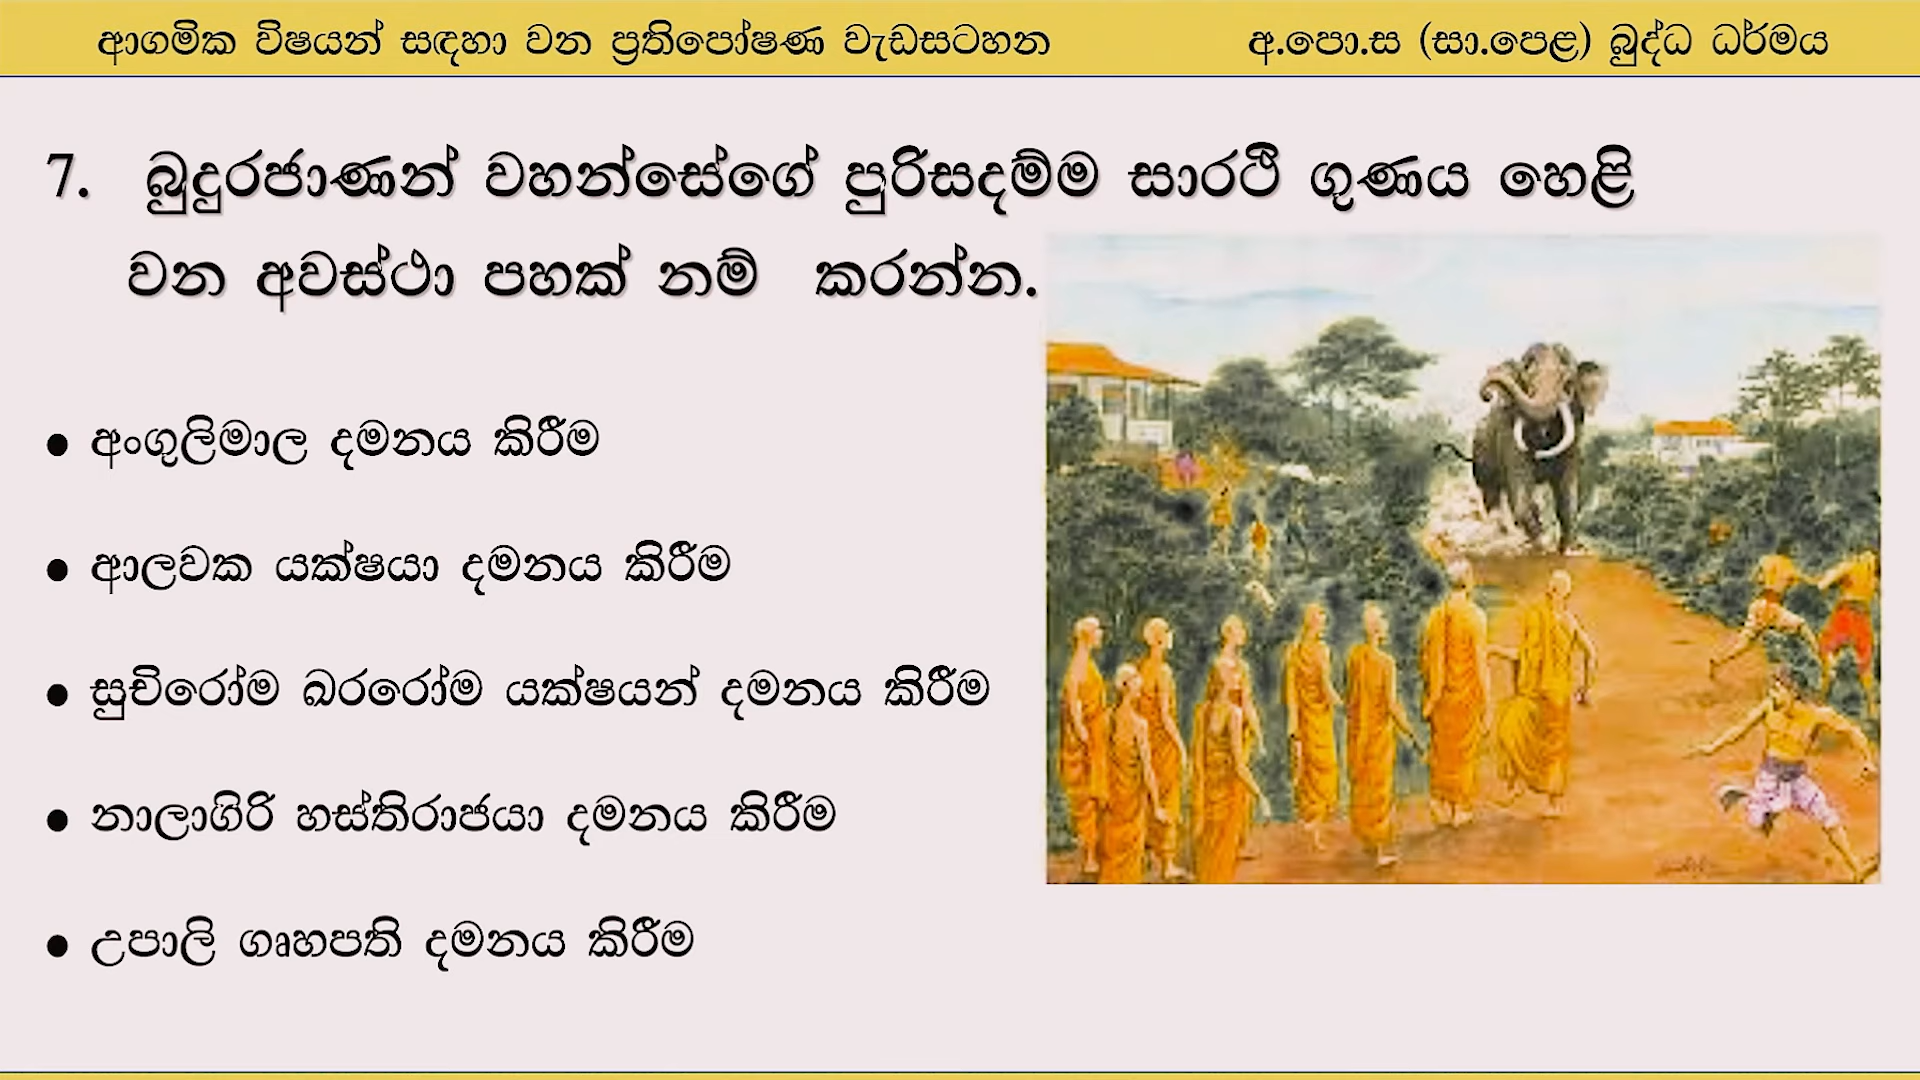 ආගමික විෂයන් සඳහා වන ප්‍රතිපෝෂණ වැඩසටහන
අ.පො.ස (සා.පෙළ) බුද්ධ ධර්මය
7. බුදුරජාණන් වහන්සේගේ පුරිසදම්ම සාරථි ගුණය හෙළි
වන අවස්ථා පහක් නම් කරන්න.
• අංගුලිමාල දමනය කිරීම
• ආලවක යක්ෂයා දමනය කිරීම
• සුචිරෝම ඛරරෝම යක්ෂයන් දමනය කිරීම
• නාලාගිරි හස්තිරාජයා දමනය කිරීම
• උපාලි ගෘහපති දමනය කිරීම